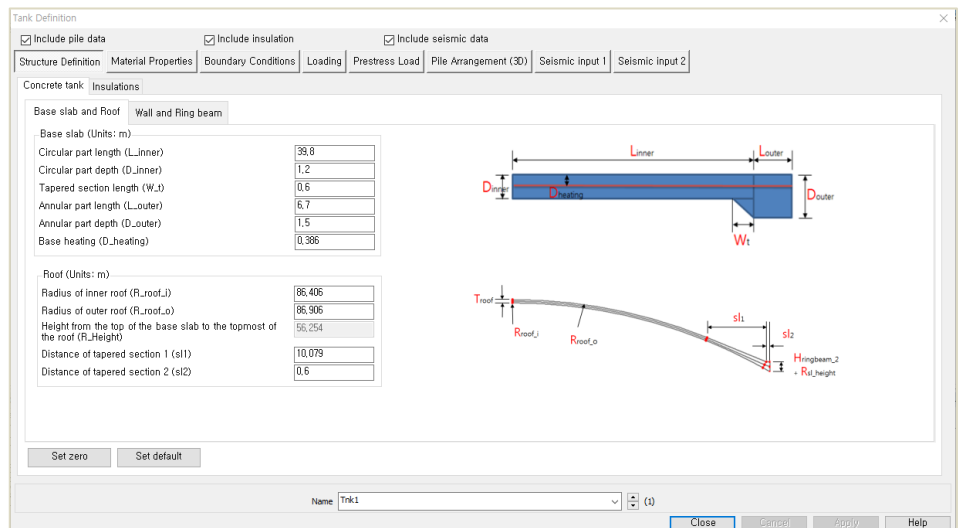 Tank Definition
Include pile data Include insulation Include seismic data
Structure Definition Material Properties Boundary Conditions Loading Prestress Load Pile Arrangement (3D) Seismic input 1 Seismic input 2
Concrete tank Insulations
Base slab and Roof Wall and Ring beam
Base slab (Units: m)
Circular part length (L_inner) 39,8
Circular part depth (D_inner) 1,2
Tapered section length (W_t) 0,6
Annular part length (L_outer) 6,7
Annular part depth (D_outer) 1,5
Base heating (D_heating) 0,386
Linner Louter
Dinner Dheating Douter
Wt
Roof (Units: m)
Radius of inner roof (R_roof_i) 86,406
Radius of outer roof (R_roof_o) 86,906
Height from the top of the base slab to the topmost of
the roof (R_Height) 56,254
Distance of tapered section 1 (sl1) 10,079
Distance of tapered section 2 (sl2) 0,6
Troof sl1
Rroof_i Rroof_o sl2
Hringbeam_2
+ Rsl_height
Set zero Set default
Name Tnk1 (1)
Close Cancel Apply Help